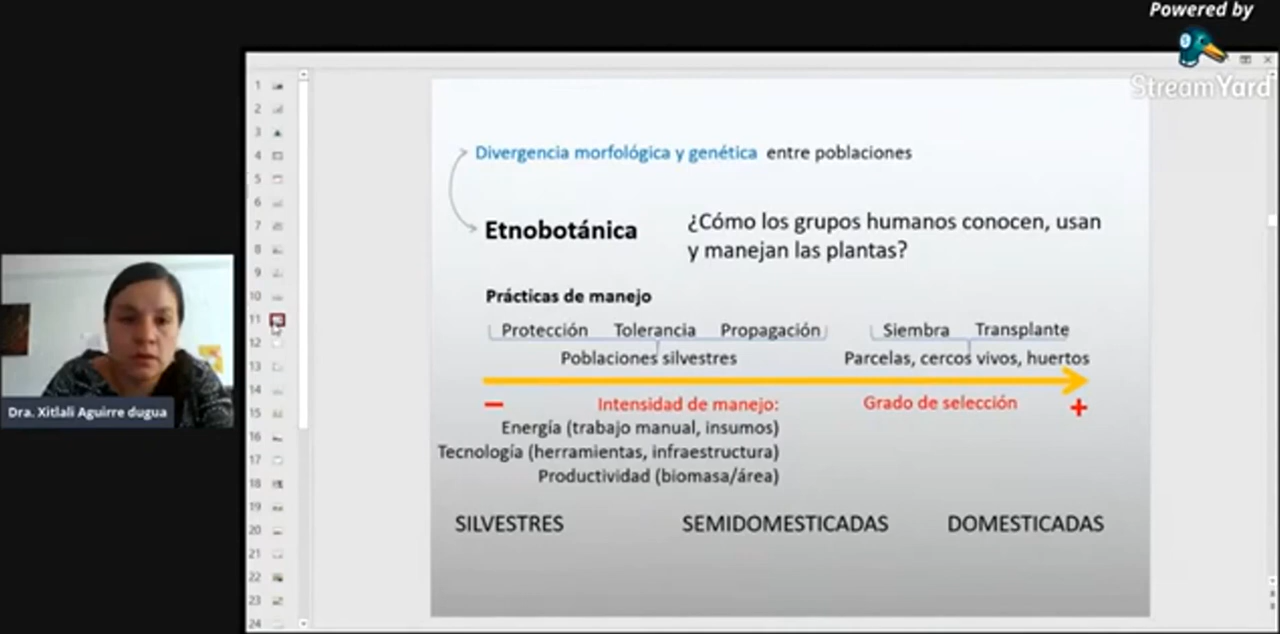 Powered by
StreamYard
1
2
3
4
5
6
7
8
9
10
11
12
13
14
15
16
17
18
19
20
21
22
23
24
Divergencia morfológica y genética entre poblaciones
Etnobotánica
¿Cómo los grupos humanos conocen, usan
y manejan las plantas?
Prácticas de manejo
Protección Tolerancia Propagación
Siembra Transplante
Poblaciones silvestres
Parcelas, cercos vivos, huertos
− Intensidad de manejo: Grado de selección +
Energía (trabajo manual, insumos)
Tecnología (herramientas, infraestructura)
Productividad (biomasa/área)
SILVESTRES SEMIDOMESTICADAS DOMESTICADAS
Dra. Xitlali Aguirre dugua